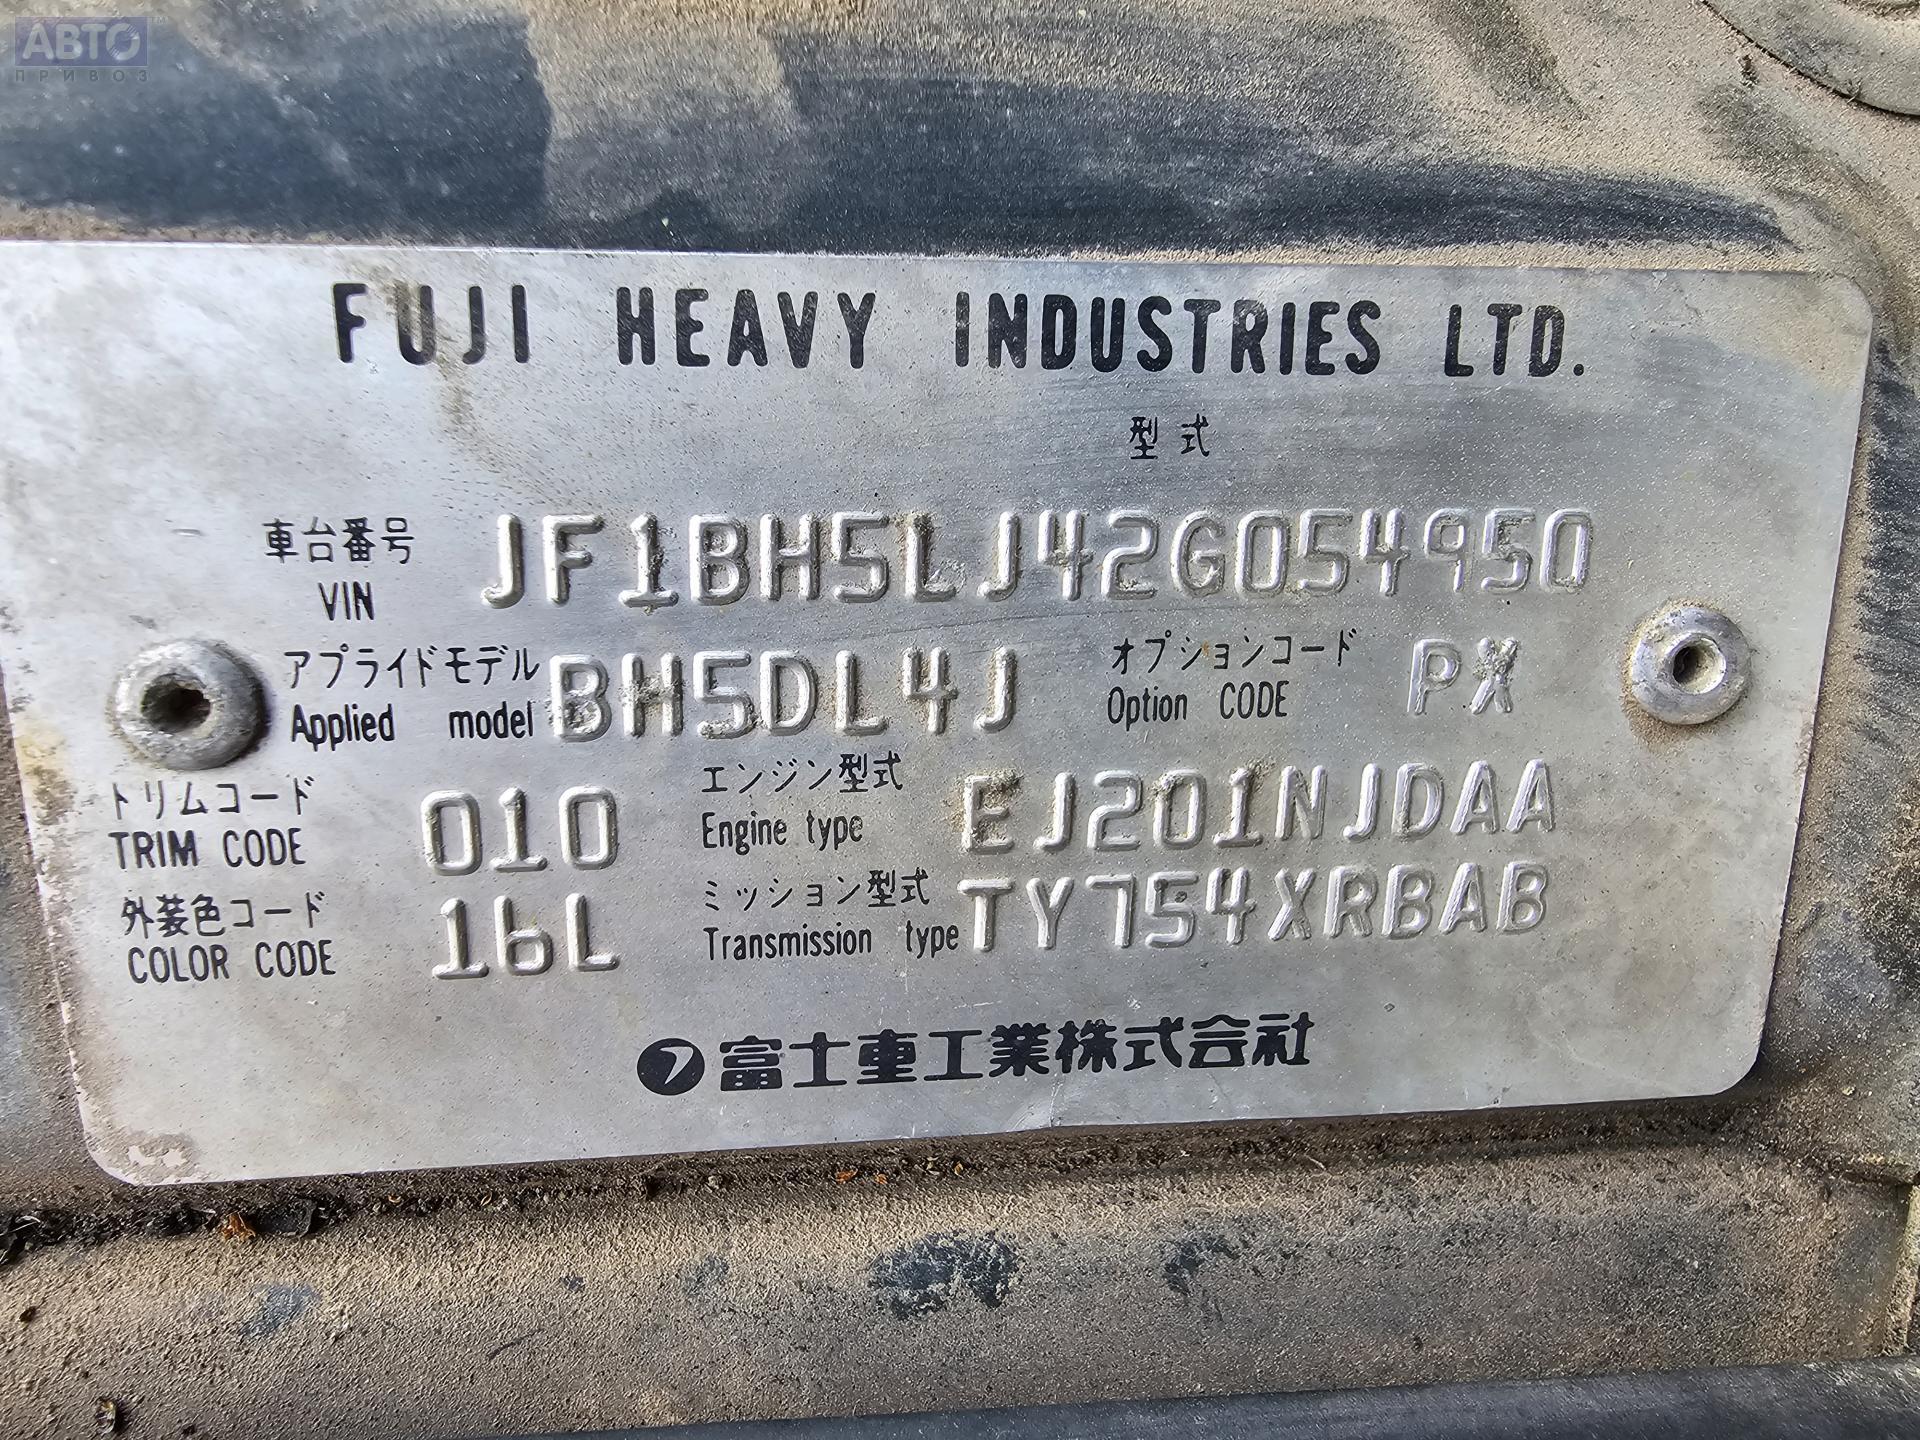 АВТО
ПРИВОЗ
FUJI HEAVY INDUSTRIES LTD.
型式
車台番号 JF1BH5LJ42G054950
VIN
アプライドモデル BH5DL4J オプションコード PX
Applied model Option CODE
トリムコード 010 エンジン型式 EJ201NJDAA
TRIM CODE Engine type
外装色コード 16L ミッション型式 TY754XRBAB
COLOR CODE Transmission type
富士重工業株式会社